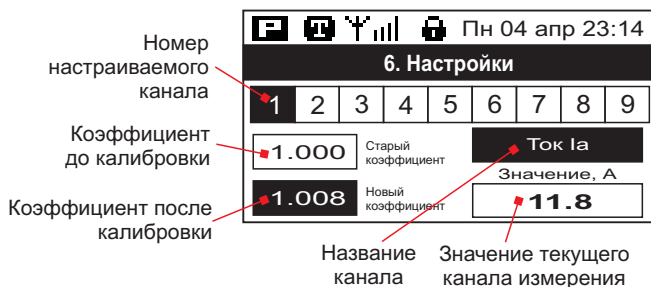 P T Пн 04 апр 23:14
6. Настройки
1 2 3 4 5 6 7 8 9
1.000 Старый коэффициент
Ток Ia
Значение, А
1.008 Новый коэффициент
11.8
Номер
настраиваемого
канала
Коэффициент
до калибровки
Коэффициент после
калибровки
Название
канала
Значение текущего
канала измерения